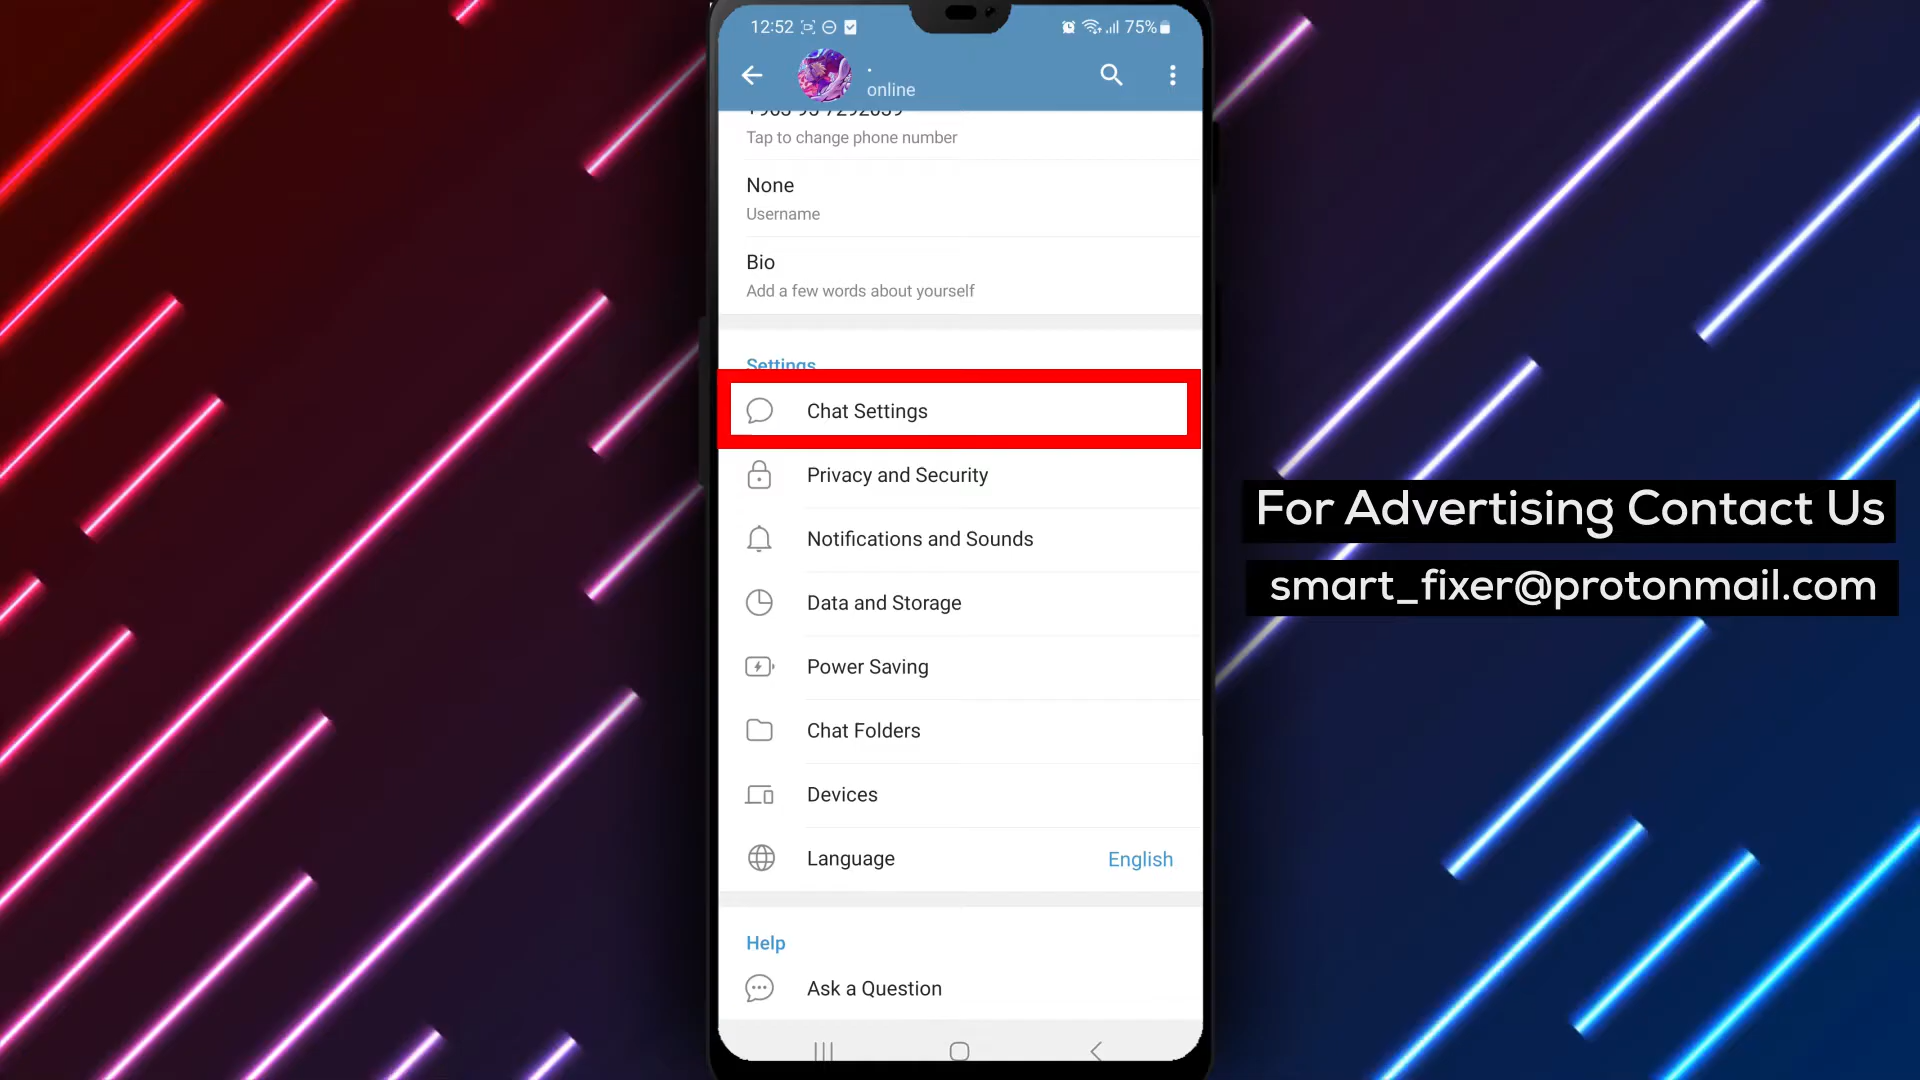 12:52
75%
.
online
Tap to change phone number
None
Username
Bio
Add a few words about yourself
Settings
Chat Settings
Privacy and Security
Notifications and Sounds
Data and Storage
Power Saving
Chat Folders
Devices
Language
English
Help
Ask a Question
For Advertising Contact Us
smart_fixer@protonmail.com